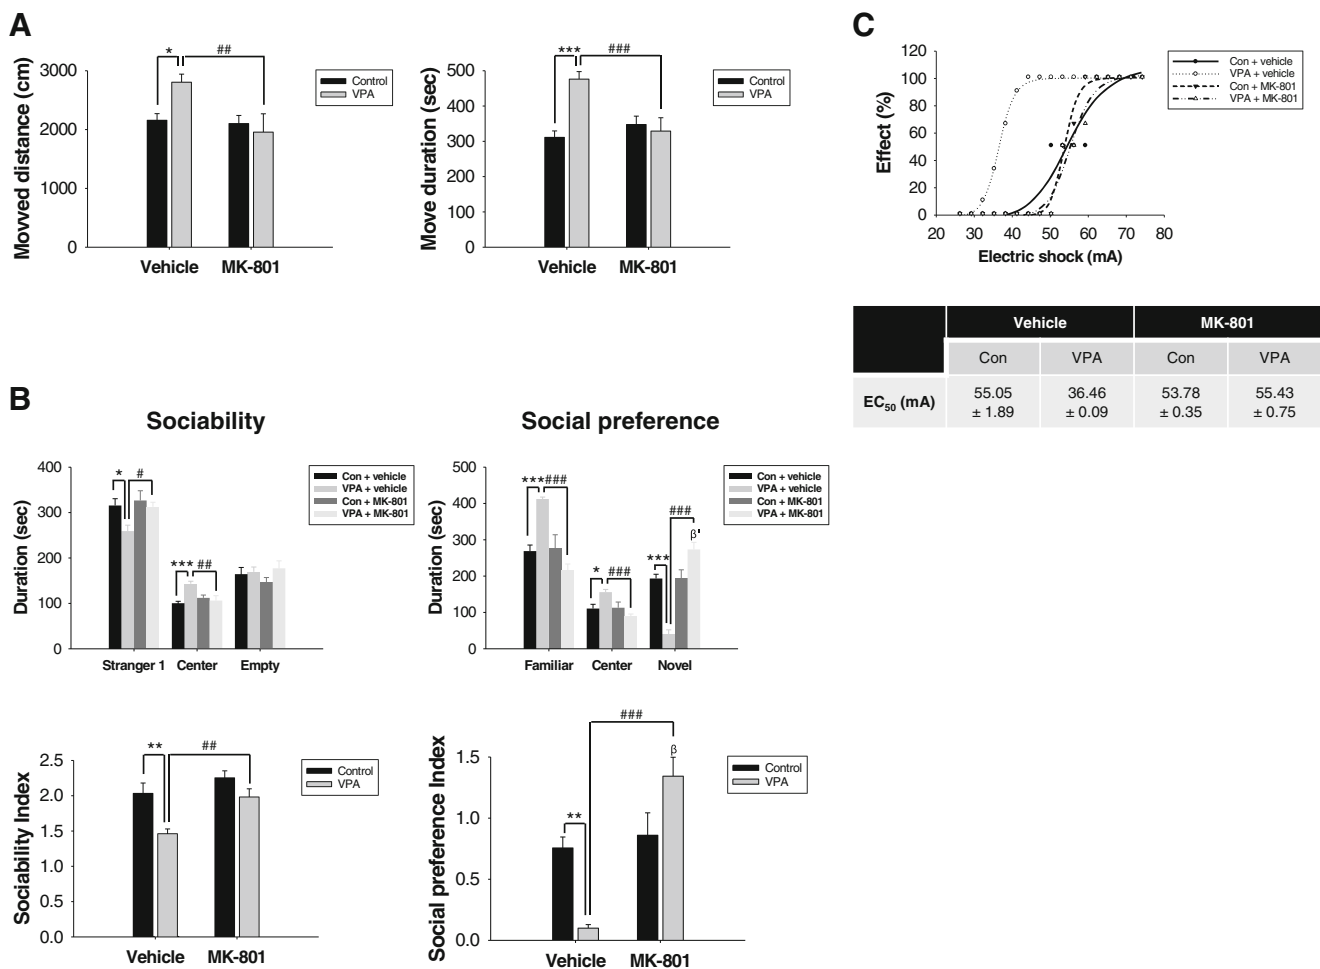 A
Movved distance (cm)
3000
2000
1000
0
* ##
Control
VPA
Vehicle MK-801
Move duration (sec)
500
400
300
200
100
0
*** ###
Control
VPA
Vehicle MK-801
C
Effect (%)
120
100
80
60
40
20
0
20 30 40 50 60 70 80
Electric shock (mA)
Con + vehicle
VPA + vehicle
Con + MK-801
VPA + MK-801
Vehicle MK-801
Con VPA Con VPA
EC50 (mA)
55.05 ± 1.89
36.46 ± 0.09
53.78 ± 0.35
55.43 ± 0.75
B
Sociability
Duration (sec)
400
300
200
100
0
* #
*** ##
Con + vehicle
VPA + vehicle
Con + MK-801
VPA + MK-801
Stranger 1 Center Empty
Social preference
Duration (sec)
500
400
300
200
100
0
*** ###
* ###
*** ###
β'
Con + vehicle
VPA + vehicle
Con + MK-801
VPA + MK-801
Familiar Center Novel
Sociability Index
2.5
2.0
1.5
1.0
0.5
0.0
** ##
Control
VPA
Vehicle MK-801
Social preference Index
1.5
1.0
0.5
0.0
** ###
β
Control
VPA
Vehicle MK-801